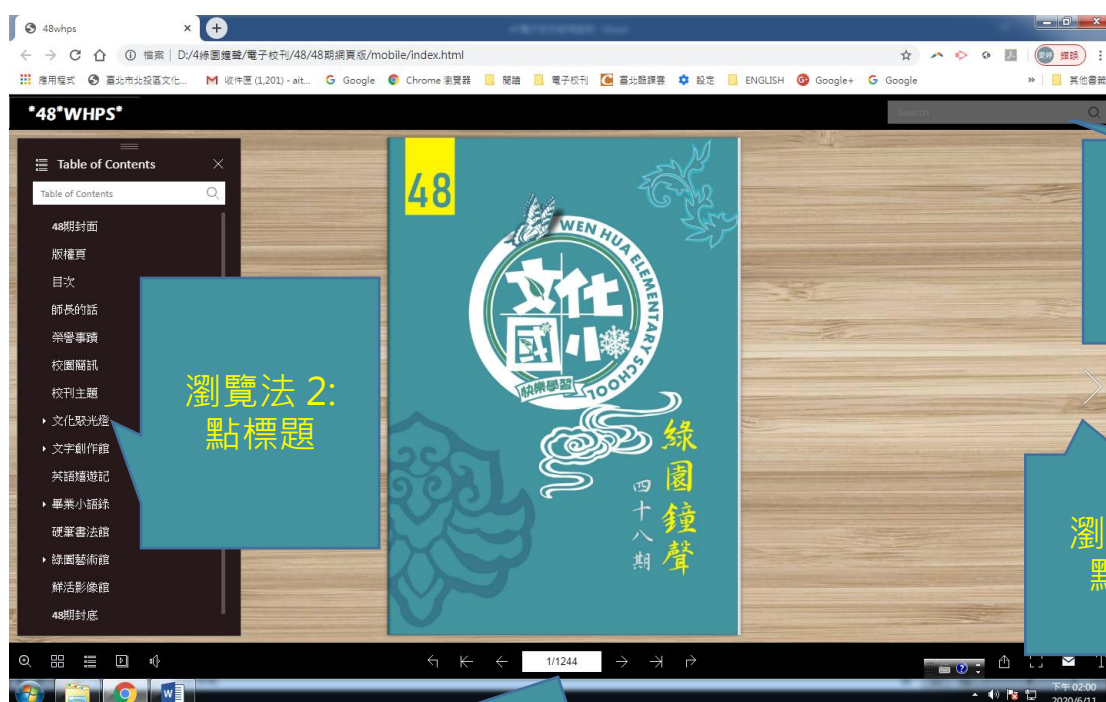 48whps
檔案 | D:/4綠園鐘聲/電子校刊/48/48期網頁版/mobile/index.html
應用程式 臺北市北投區文化... 收件匣 (1,201) - ait... Google Chrome 瀏覽器 閱讀 電子校刊 臺北酷課雲 設定 ENGLISH Google+ Google » 其他書籤
*48*WHPS*
Search
Table of Contents
Table of Contents
48期封面
版權頁
目次
師長的話
榮譽事蹟
校園簡訊
校刊主題
文化聚光燈
文字創作館
英語嬉遊記
畢業小語錄
硬筆書法館
綠園藝術館
鮮活影像館
48期封底
瀏覽法 2:
點標題
48
WEN HUA ELEMENTARY SCHOOL
文化
國小
快樂學習
100
綠園鐘聲
四十八期
瀏
點
1/1244
下午 02:00
2020/6/11